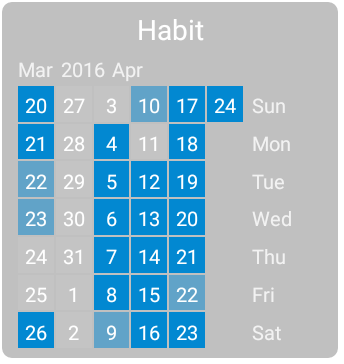 Habit
Mar 2016 Apr
20 27 3 10 17 24 Sun
21 28 4 11 18 Mon
22 29 5 12 19 Tue
23 30 6 13 20 Wed
24 31 7 14 21 Thu
25 1 8 15 22 Fri
26 2 9 16 23 Sat